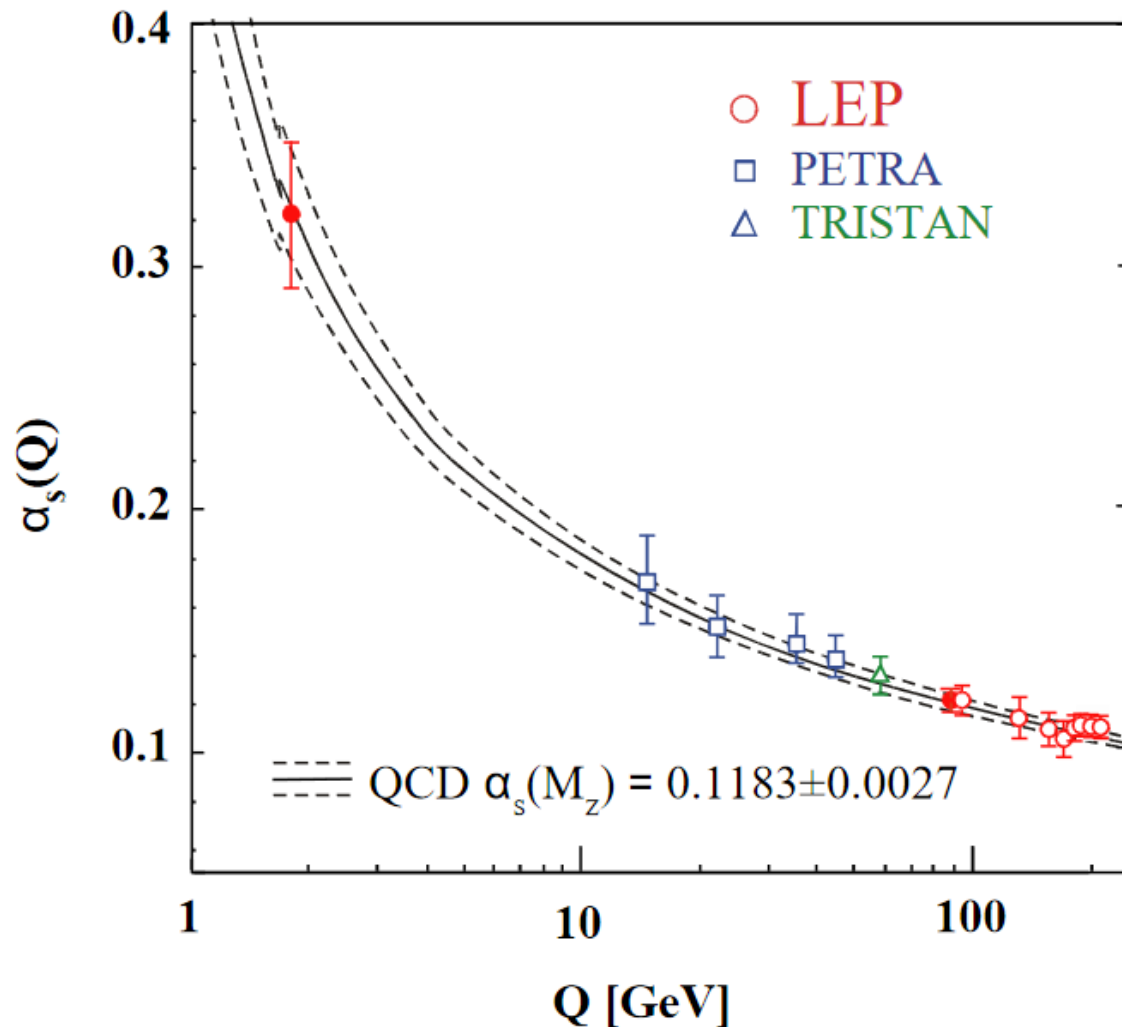 0.4
0.3
0.2
0.1
α_s(Q)
LEP
PETRA
TRISTAN
QCD α_s(M_z) = 0.1183±0.0027
1
10
100
Q [GeV]